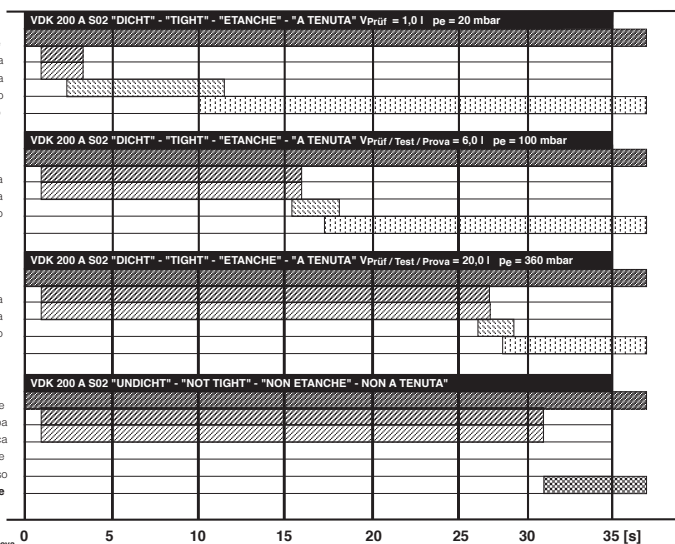 VDK 200 A S02 "DICHT" - "TIGHT" - "ETANCHE" - "A TENUTA" VPrüf = 1,0 l pe = 20 mbar
VDK 200 A S02 "DICHT" - "TIGHT" - "ETANCHE" - "A TENUTA" VPrüf / Test / Prova = 6,0 l pe = 100 mbar
VDK 200 A S02 "DICHT" - "TIGHT" - "ETANCHE" - "A TENUTA" VPrüf / Test / Prova = 20,0 l pe = 360 mbar
VDK 200 A S02 "UNDICHT" - "NOT TIGHT" - "NON ETANCHE" - NON A TENUTA"
0 5 10 15 20 25 30 35 [s]